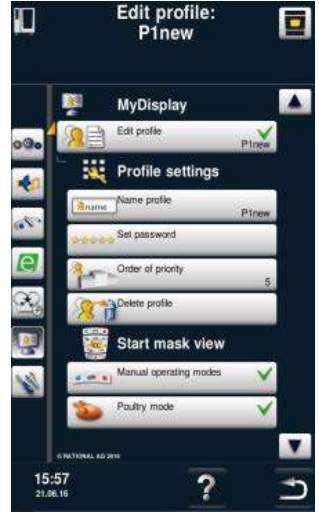 Edit profile:
P1new
MyDisplay
Edit profile
P1new
Profile settings
name
Name profile
P1new
Set password
Order of priority
5
Delete profile
Start mask view
Manual operating modes
Poultry mode
© RATIONAL AG 2016
15:57
21.06.16
?